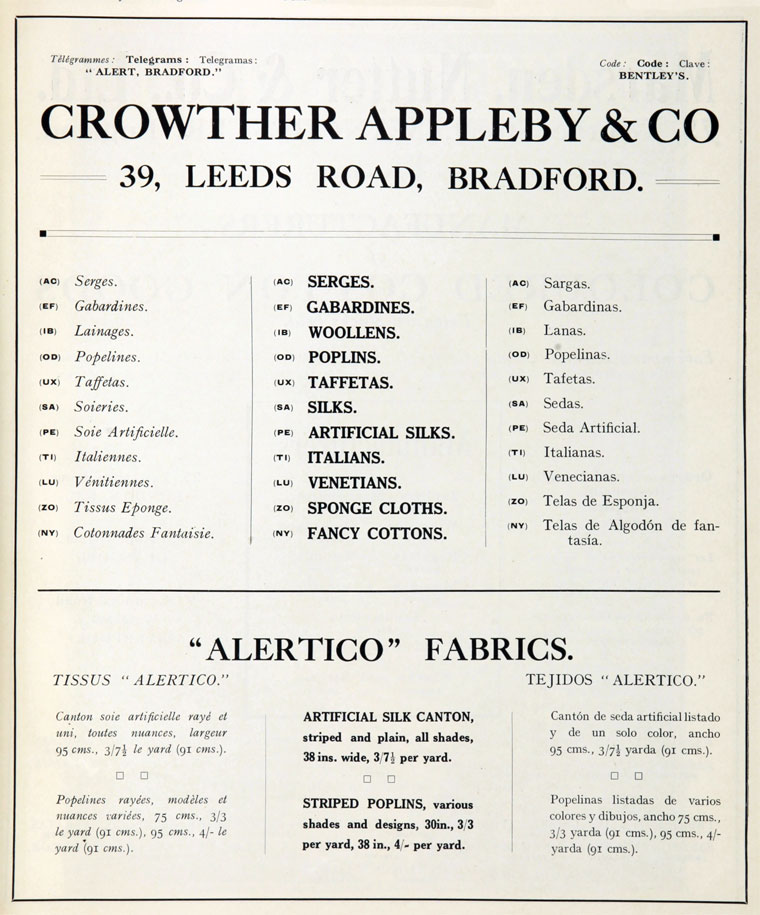 Télégrammes: Telegrams: Telegramas:
"ALERT, BRADFORD."
Code: Code: Clave:
BENTLEY'S.
CROWTHER APPLEBY & CO
39, LEEDS ROAD, BRADFORD.
(AC) Serges.
(EF) Gabardines.
(IB) Lainages.
(OD) Popelines.
(UX) Taffetas.
(SA) Soieries.
(PE) Soie Artificielle.
(TI) Italiennes.
(LU) Vénitiennes.
(ZO) Tissus Eponge.
(NY) Cotonnades Fantaisie.
(AC) SERGES.
(EF) GABARDINES.
(IB) WOOLLENS.
(OD) POPLINS.
(UX) TAFFETAS.
(SA) SILKS.
(PE) ARTIFICIAL SILKS.
(TI) ITALIANS.
(LU) VENETIANS.
(ZO) SPONGE CLOTHS.
(NY) FANCY COTTONS.
(AC) Sargas.
(EF) Gabardinas.
(IB) Lanas.
(OD) Popelinas.
(UX) Tafetas.
(SA) Sedas.
(PE) Seda Artificial.
(TI) Italianas.
(LU) Venecianas.
(ZO) Telas de Esponja.
(NY) Telas de Algodón de fan-
tasía.
"ALERTICO" FABRICS.
TISSUS "ALERTICO."
TEJIDOS "ALERTICO."
Canton soie artificielle rayé et
uni, toutes nuances, largeur
95 cms., 3/7½ le yard (91 cms.).
Popelines rayées, modèles et
nuances variées, 75 cms., 3/3
le yard (91 cms.), 95 cms., 4/- le
yard (91 cms.).
ARTIFICIAL SILK CANTON,
striped and plain, all shades,
38 ins. wide, 3/7½ per yard.
STRIPED POPLINS, various
shades and designs, 30in., 3/3
per yard, 38 in., 4/- per yard.
Cantón de seda artificial listado
y de un solo color, ancho
95 cms., 3/7½ yarda (91 cms.).
Popelinas listadas de varios
colores y dibujos, ancho 75 cms.,
3/3 yarda (91 cms.), 95 cms., 4/-
yarda (91 cms.).